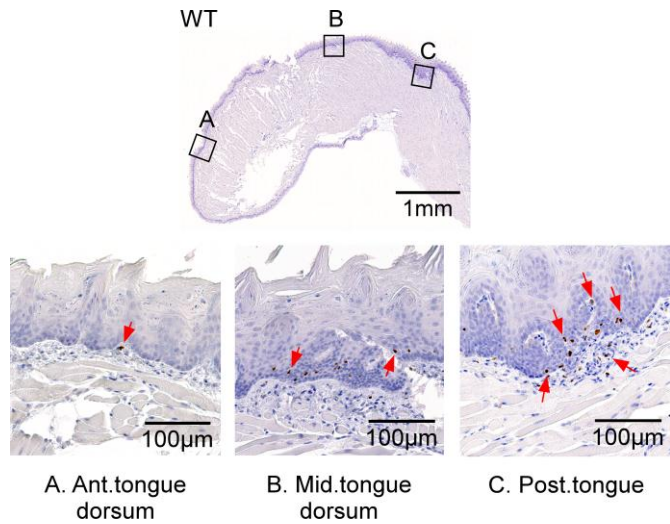 WT
B
C
A
1mm
100µm
100µm
100µm
A. Ant.tongue
dorsum
B. Mid.tongue
dorsum
C. Post.tongue